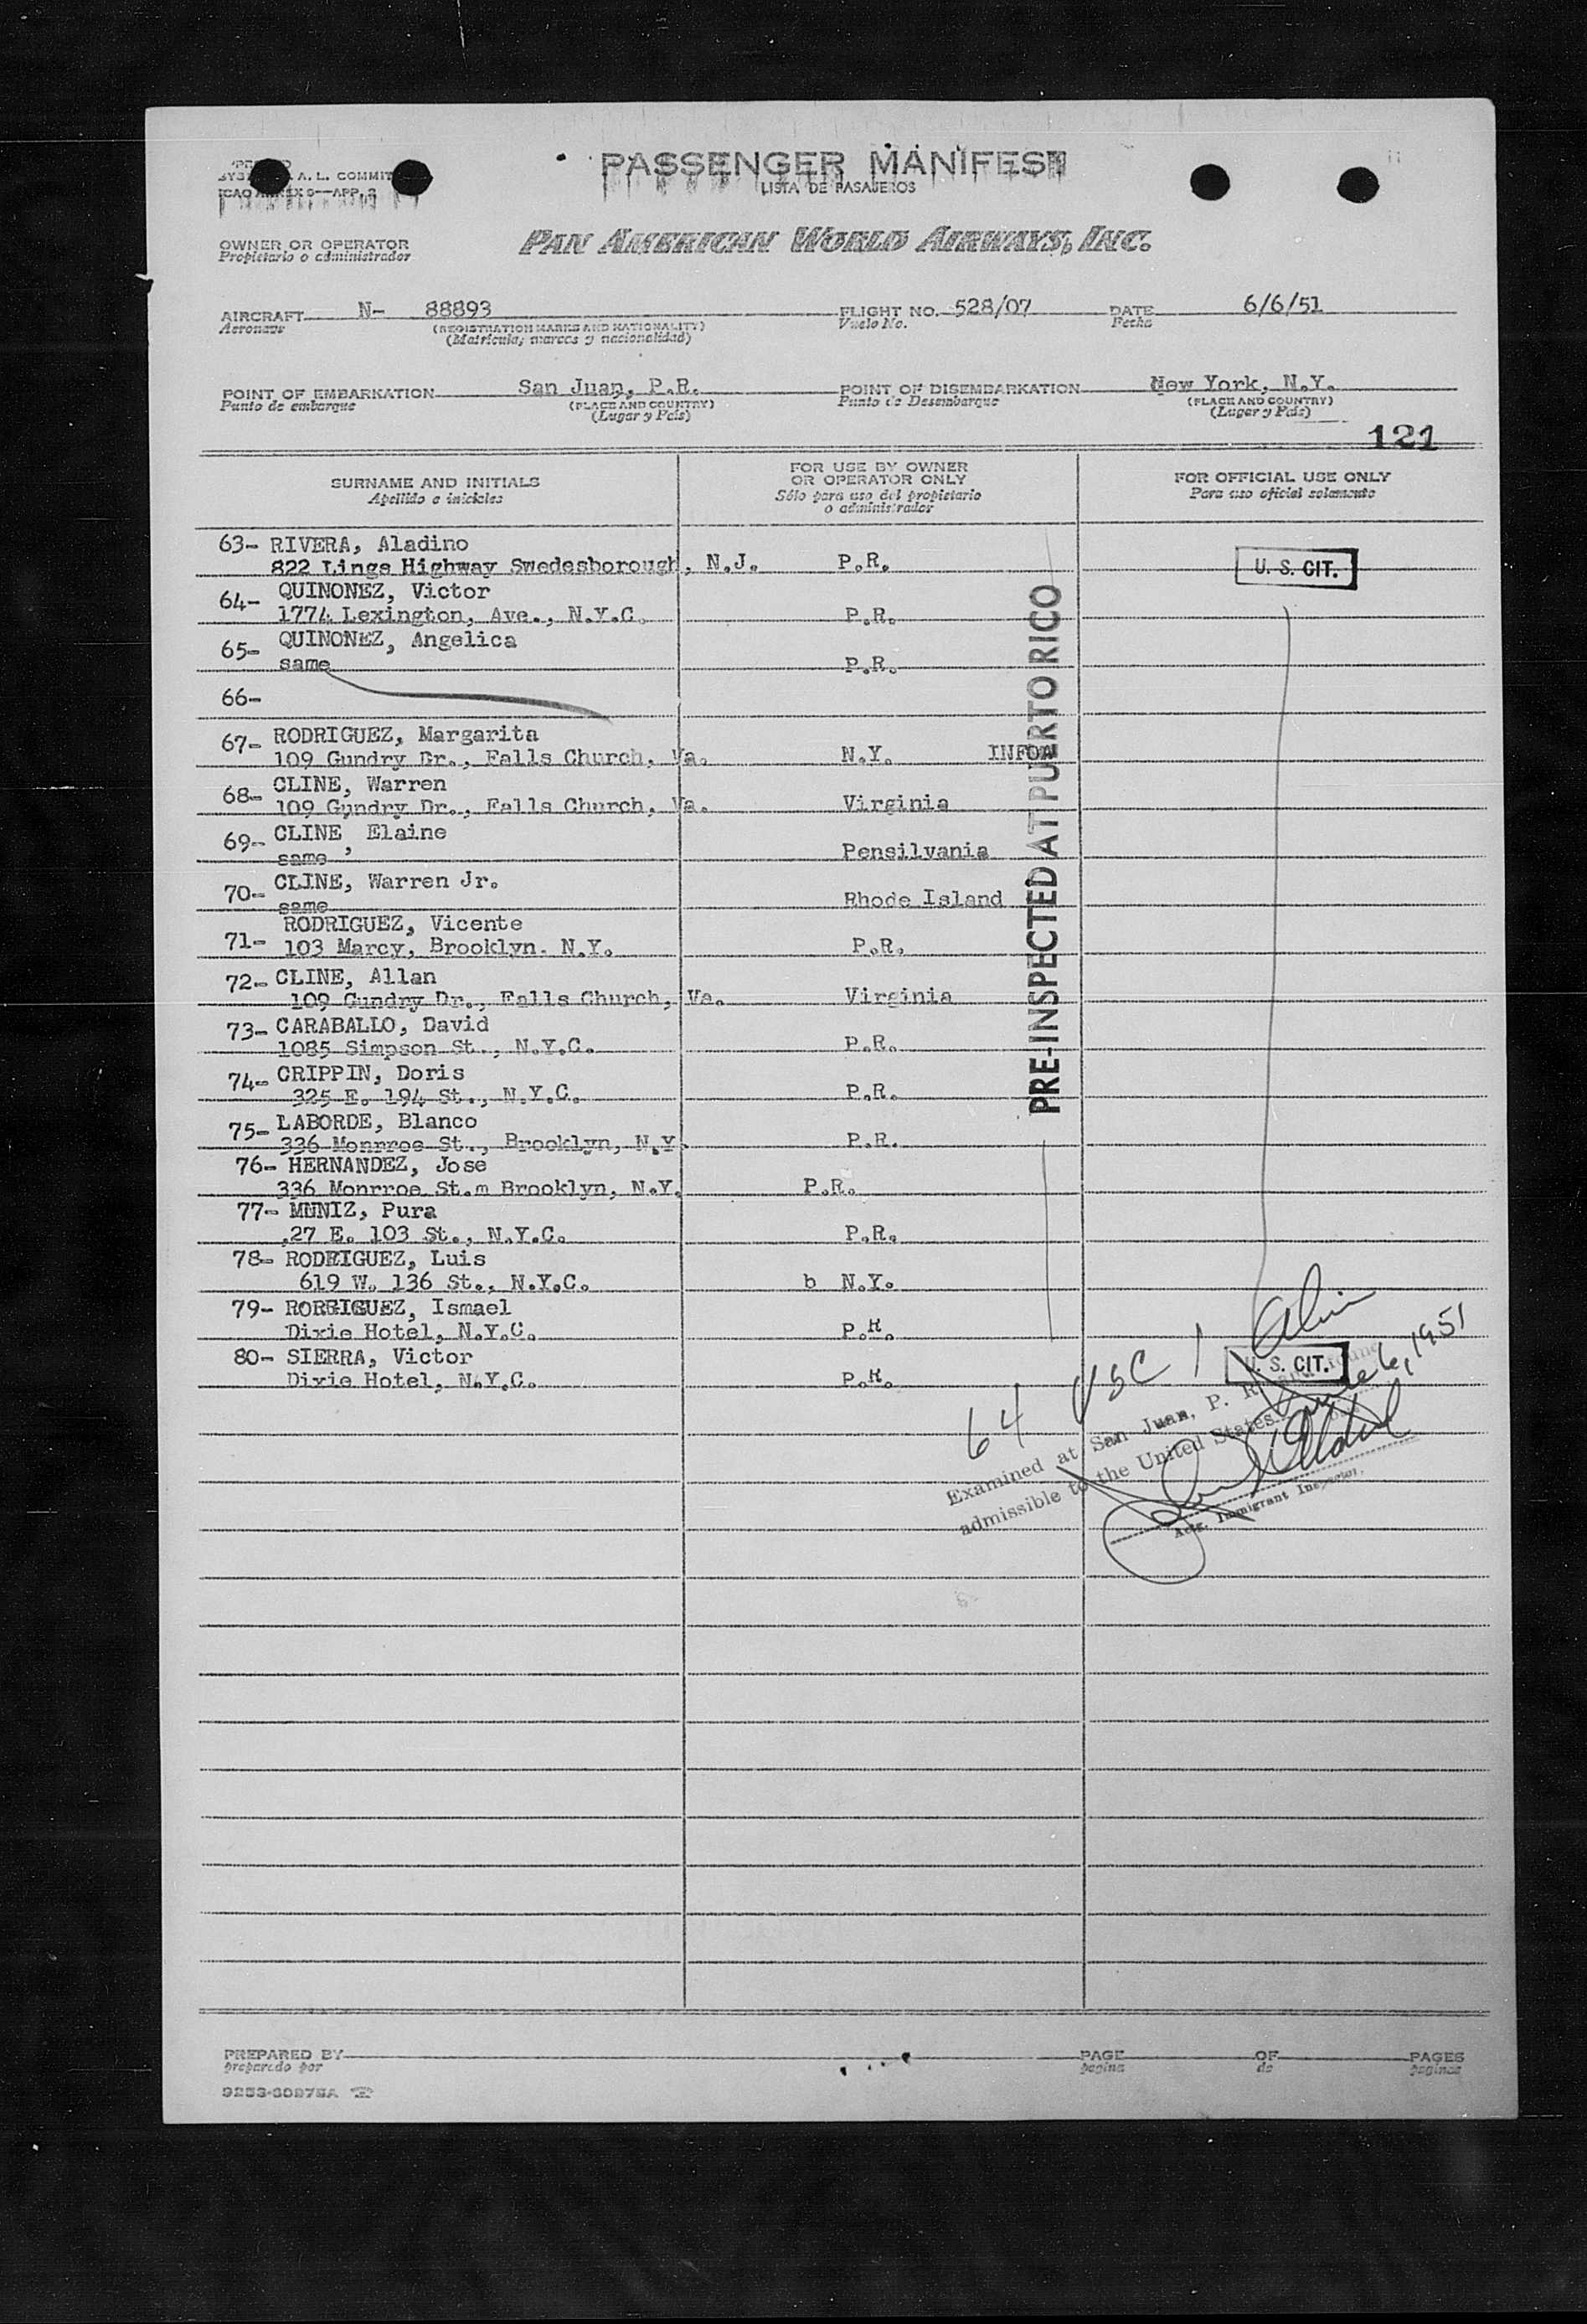 PASSENGER MANIFEST
LISTA DE PASAJEROS
A. L. COMMIT
OWNER OR OPERATOR
Propietario o administrador
PAN AMERICAN WORLD AIRWAYS, INC.
AIRCRAFT N- 88893 FLIGHT NO. 528/07 DATE 6/6/51
Aeronave (REGISTRATION MARKS AND NATIONALITY) Vuelo No. Fecha
(Matricula, marcas y nacionalidad)
POINT OF EMBARKATION San Juan, P.R. POINT OF DISEMBARKATION New York, N.Y.
Punto de embarque (PLACE AND COUNTRY) Punto de Desembarque (PLACE AND COUNTRY)
(Lugar y País) (Lugar y País)
121
SURNAME AND INITIALS FOR USE BY OWNER OR OPERATOR ONLY FOR OFFICIAL USE ONLY
Apellido e iniciales Sólo para uso del propietario o administrador Para uso oficial solamente
63- RIVERA, Aladino
822 Lings Highway Swedesborough, N.J. P.R. U. S. CIT.
64- QUINONEZ, Victor
1774 Lexington, Ave., N.Y.C. P.R.
65- QUINONEZ, Angelica
same P.R.
66-
67- RODRIGUEZ, Margarita
109 Gundry Dr., Falls Church, Va. N.Y. INFOA
68- CLINE, Warren
109 Gundry Dr., Falls Church, Va. Virginia
69- CLINE, Elaine
same Pensilvania
70- CLINE, Warren Jr.
same Rhode Island
71- RODRIGUEZ, Vicente
103 Marcy, Brooklyn. N.Y. P.R.
72- CLINE, Allan
109 Gundry Dr., Falls Church, Va. Virginia
73- CARABALLO, David
1085 Simpson St., N.Y.C. P.R.
74- CRIPPIN, Doris
325 E. 194 St., N.Y.C. P.R.
75- LABORDE, Blanco
336 Monrroe St., Brooklyn, N.Y. P.R.
76- HERNANDEZ, Jose
336 Monrroe St.m Brooklyn, N.Y. P.R.
77- MUNIZ, Pura
27 E. 103 St., N.Y.C. P.R.
78- RODRIGUEZ, Luis
619 W. 136 St., N.Y.C. b N.Y.
79- RORRIGUEZ, Ismael
Dixie Hotel, N.Y.C. P.R.
80- SIERRA, Victor
Dixie Hotel, N.Y.C. P.R.
PRE-INSPECTED AT PUERTO RICO
64 USC 1
U. S. CIT.
Examined at San Juan, P. R. June 6, 1951
admissible to the United States
Actg. Immigrant Inspector.
PREPARED BY PAGE OF PAGES
preparado por pagina de paginas